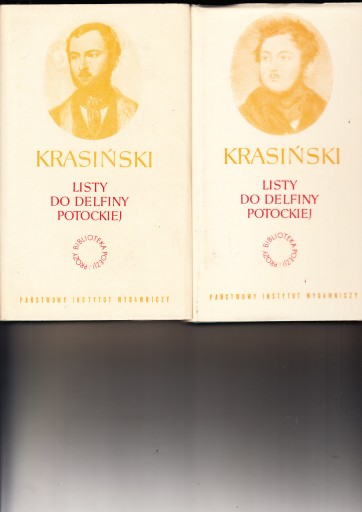 KRASIŃSKI
LISTY
DO DELFINY
POTOCKIEJ
BIBLIOTEKA POEZJI I PROZY
PAŃSTWOWY INSTYTUT WYDAWNICZY
KRASIŃSKI
LISTY
DO DELFINY
POTOCKIEJ
BIBLIOTEKA POEZJI I PROZY
PAŃSTWOWY INSTYTUT WYDAWNICZY